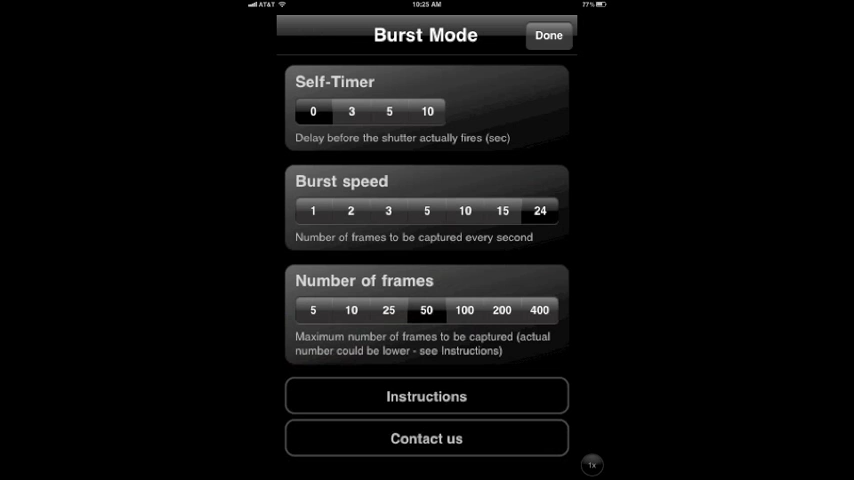 AT&T 10:25 AM 77%
Burst Mode
Done
Self-Timer
0 3 5 10
Delay before the shutter actually fires (sec)
Burst speed
1 2 3 5 10 15 24
Number of frames to be captured every second
Number of frames
5 10 25 50 100 200 400
Maximum number of frames to be captured (actual
number could be lower - see Instructions)
Instructions
Contact us
1x